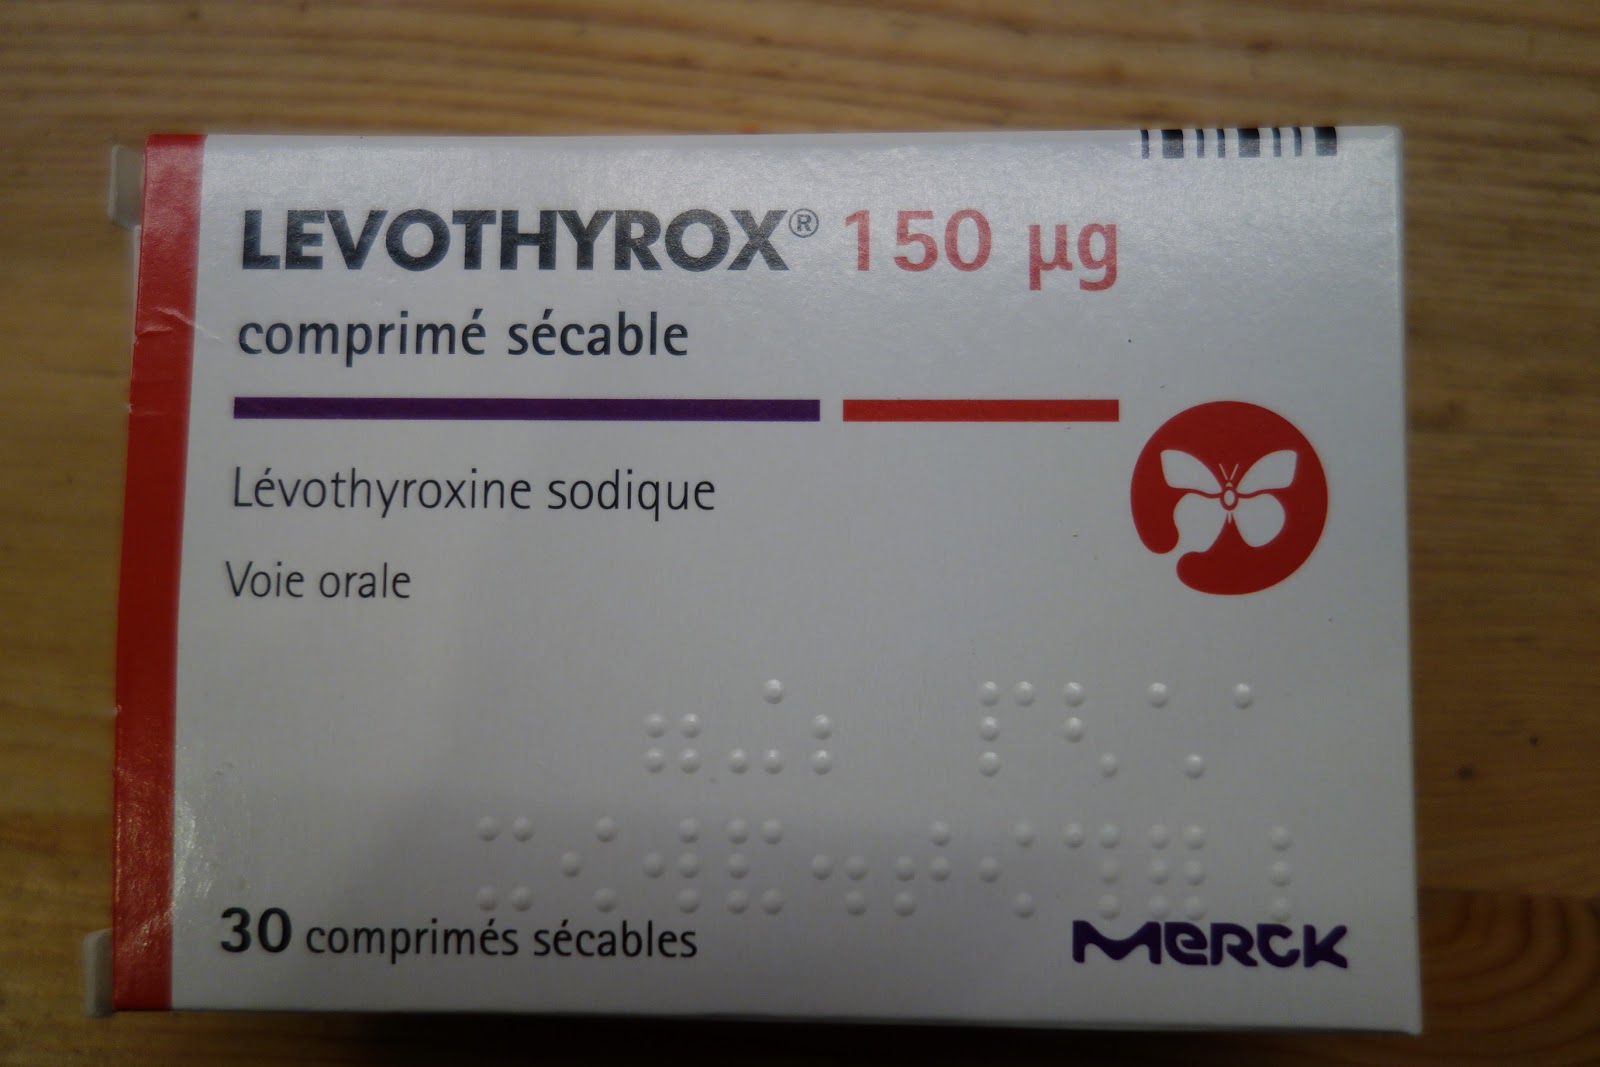 LEVOTHYROX® 150 µg
comprimé sécable
Lévothyroxine sodique
Voie orale
30 comprimés sécables
MERCK